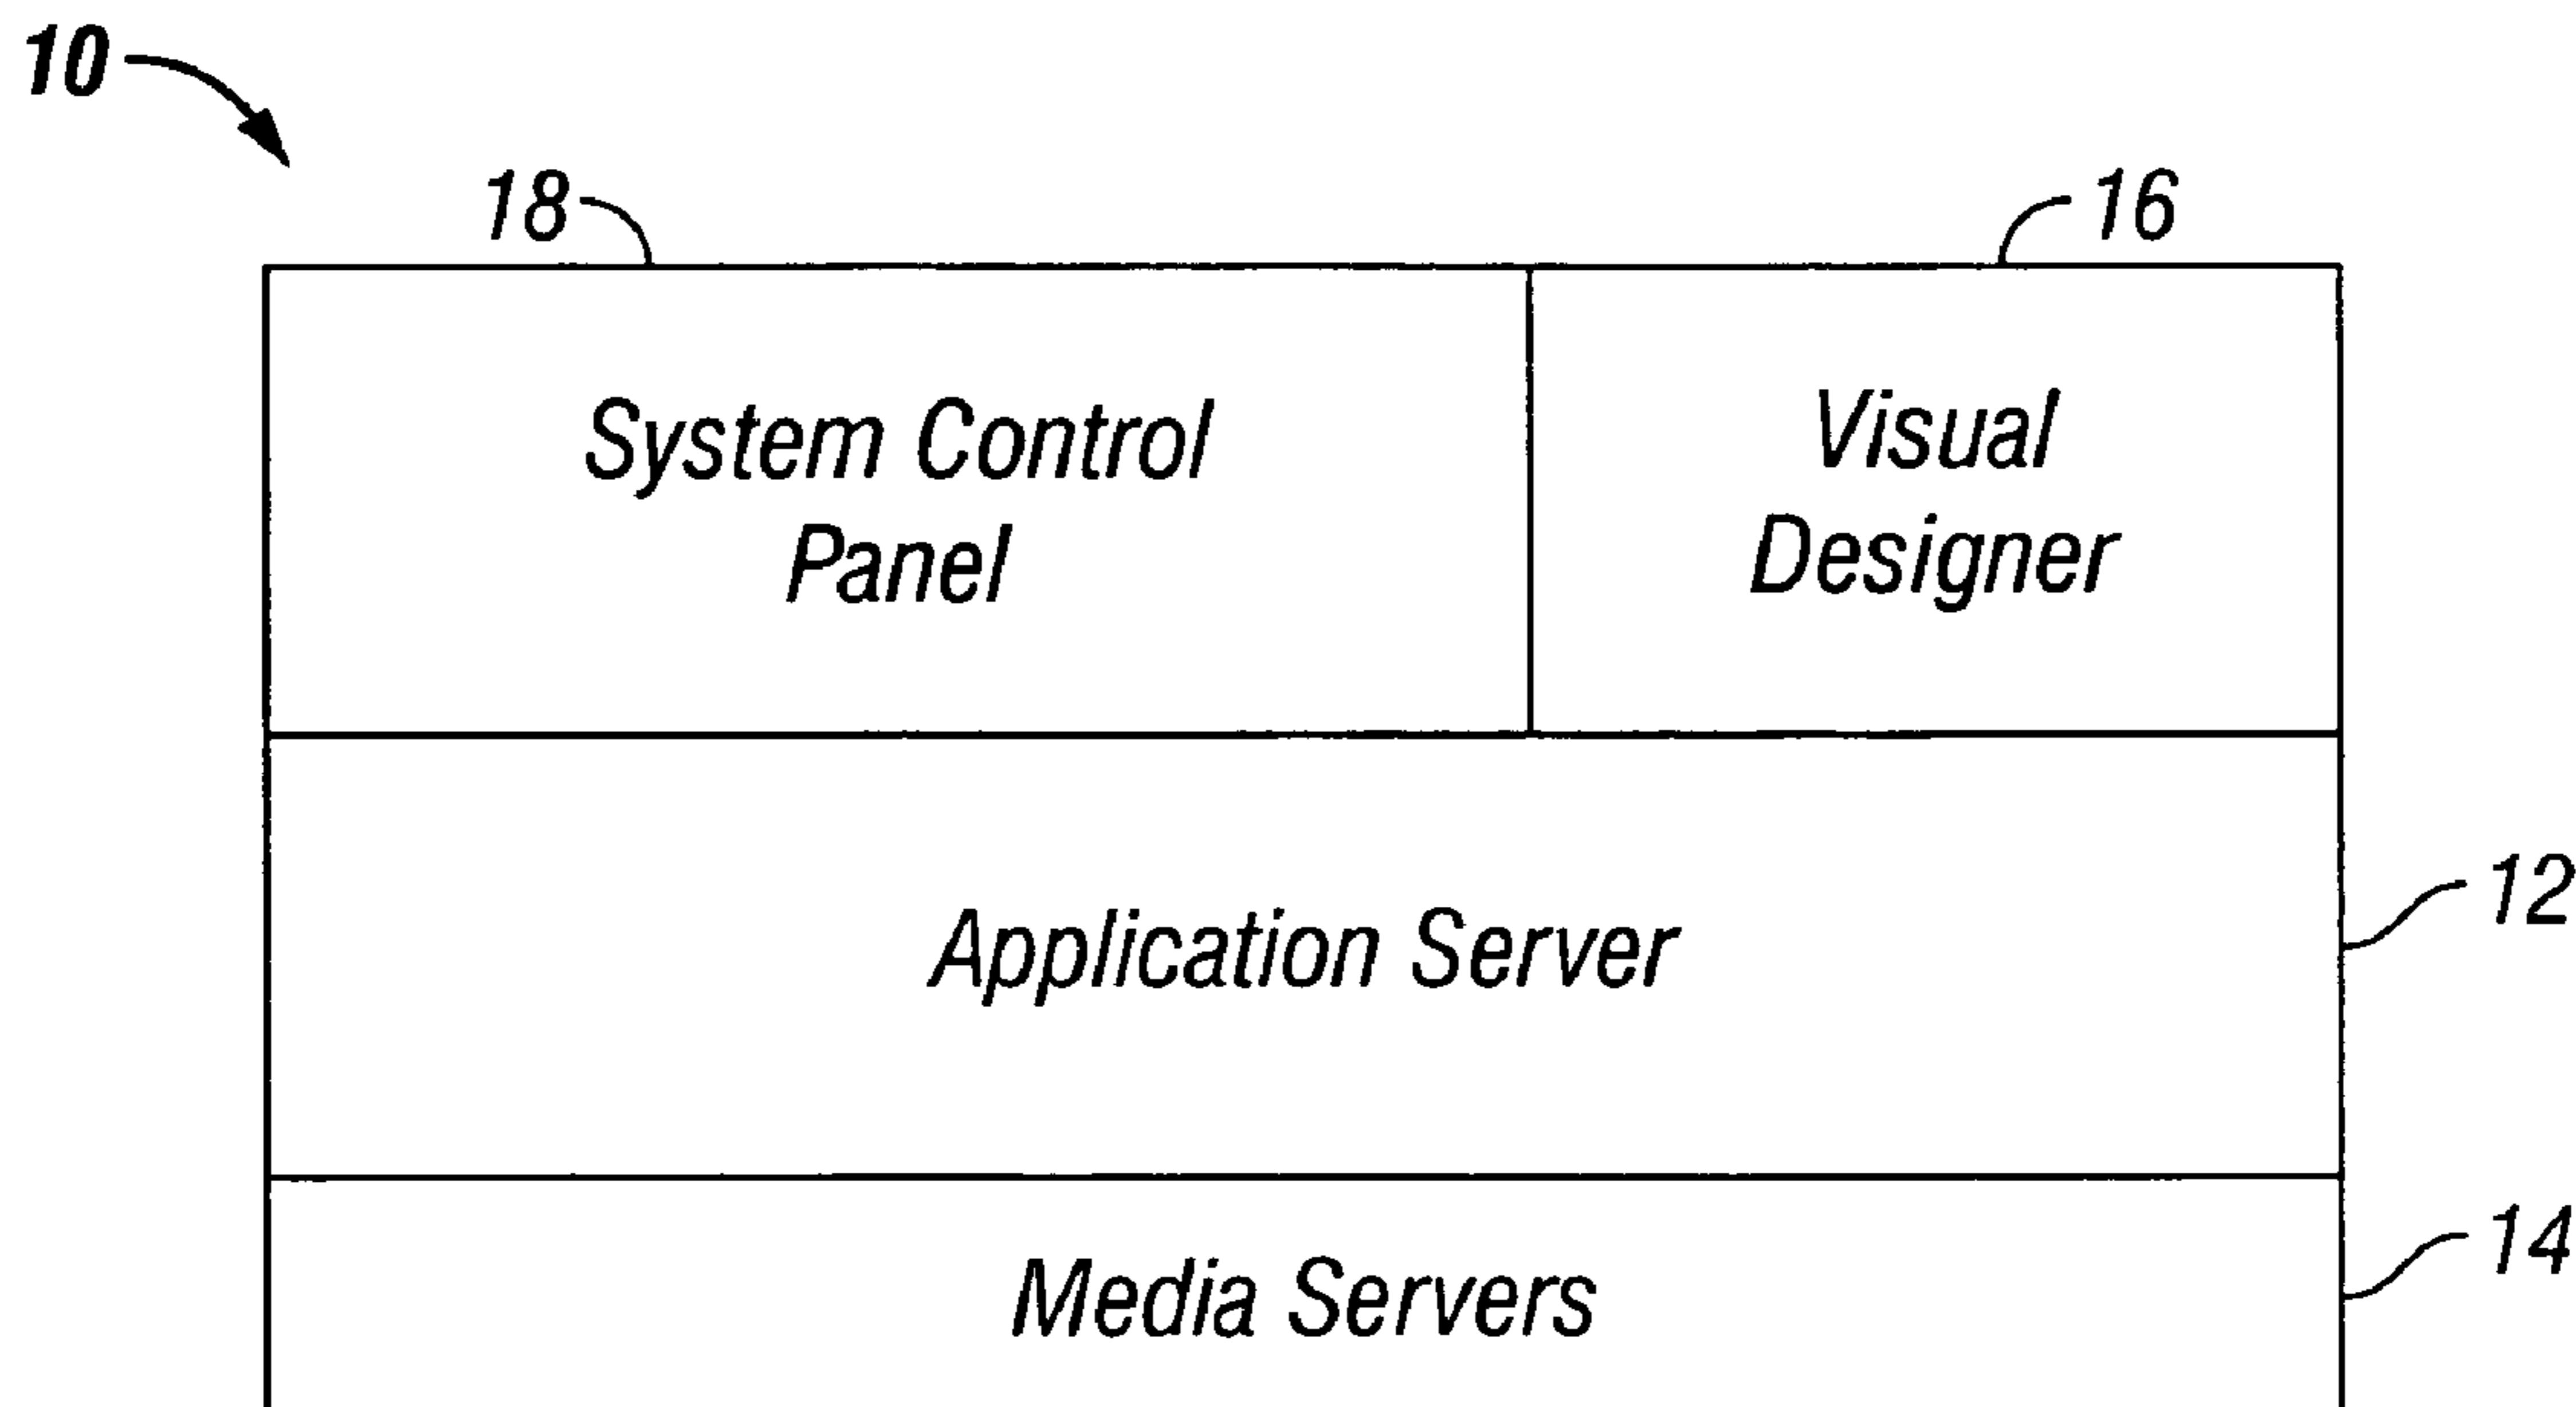 10
18
16
System Control
Panel
Visual
Designer
Application Server
12
Media Servers
14